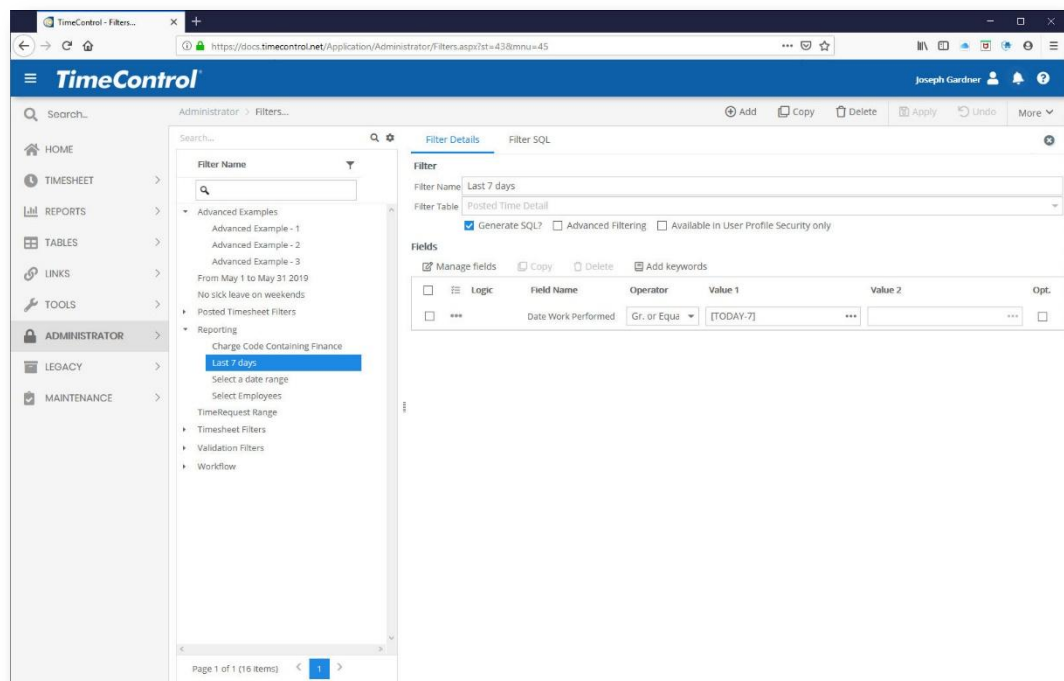 TimeControl - Filters...
https://docs.timecontrol.net/Application/Administrator/Filters.aspx?st=43&mnu=45
TimeControl
Joseph Gardner
Search...
Administrator > Filters...
Add Copy Delete Apply Undo More
HOME
TIMESHEET
REPORTS
TABLES
LINKS
TOOLS
ADMINISTRATOR
LEGACY
MAINTENANCE
Search...
Filter Name
Advanced Examples
Advanced Example - 1
Advanced Example - 2
Advanced Example - 3
From May 1 to May 31 2019
No sick leave on weekends
Posted Timesheet Filters
Reporting
Charge Code Containing Finance
Last 7 days
Select a date range
Select Employees
TimeRequest Range
Timesheet Filters
Validation Filters
Workflow
Page 1 of 1 (16 items) < 1 >
Filter Details Filter SQL
Filter
Filter Name Last 7 days
Filter Table Posted Time Detail
Generate SQL? Advanced Filtering Available in User Profile Security only
Fields
Manage fields Copy Delete Add keywords
Logic Field Name Operator Value 1 Value 2 Opt.
Date Work Performed Gr. or Equa [TODAY-7]